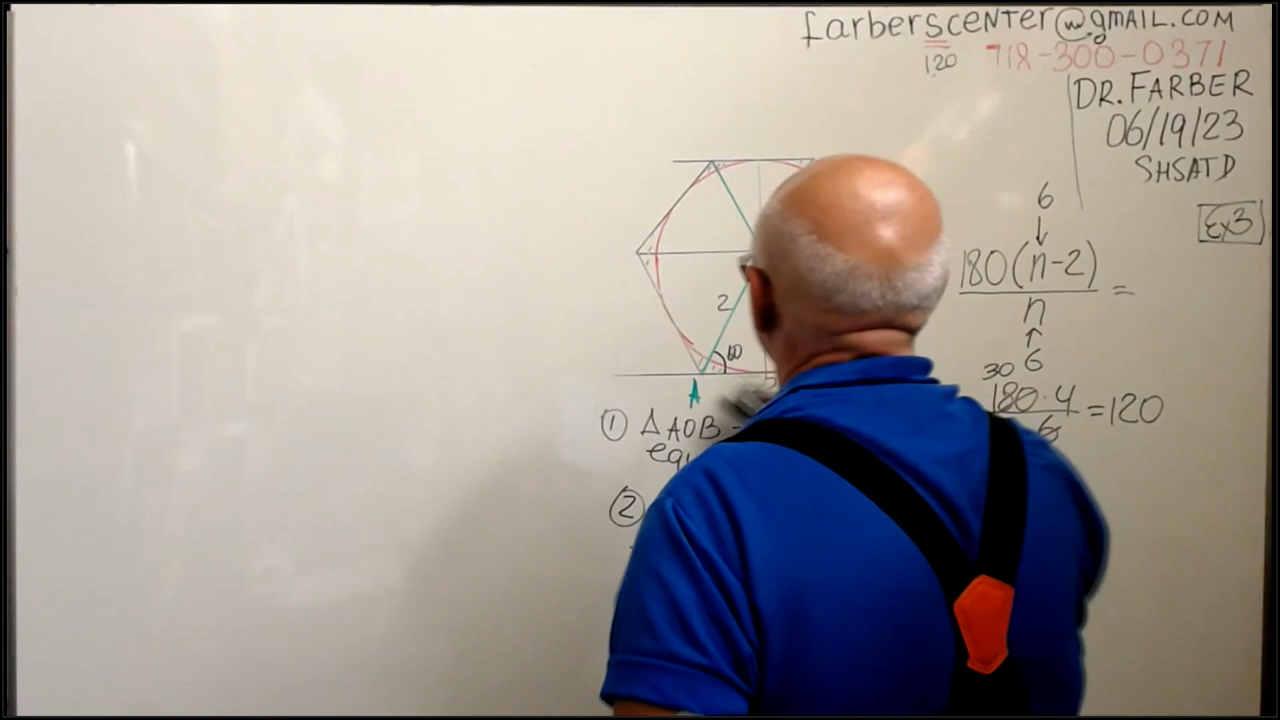 farberscenter@gmail.com
718-300-0371
120
DR. FARBER
06/19/23
SHSATD
Ex3
6
↓
180(n-2)
n
=
↑
6
30
180·4
6
=120
2
60
A
① △AOB -
②